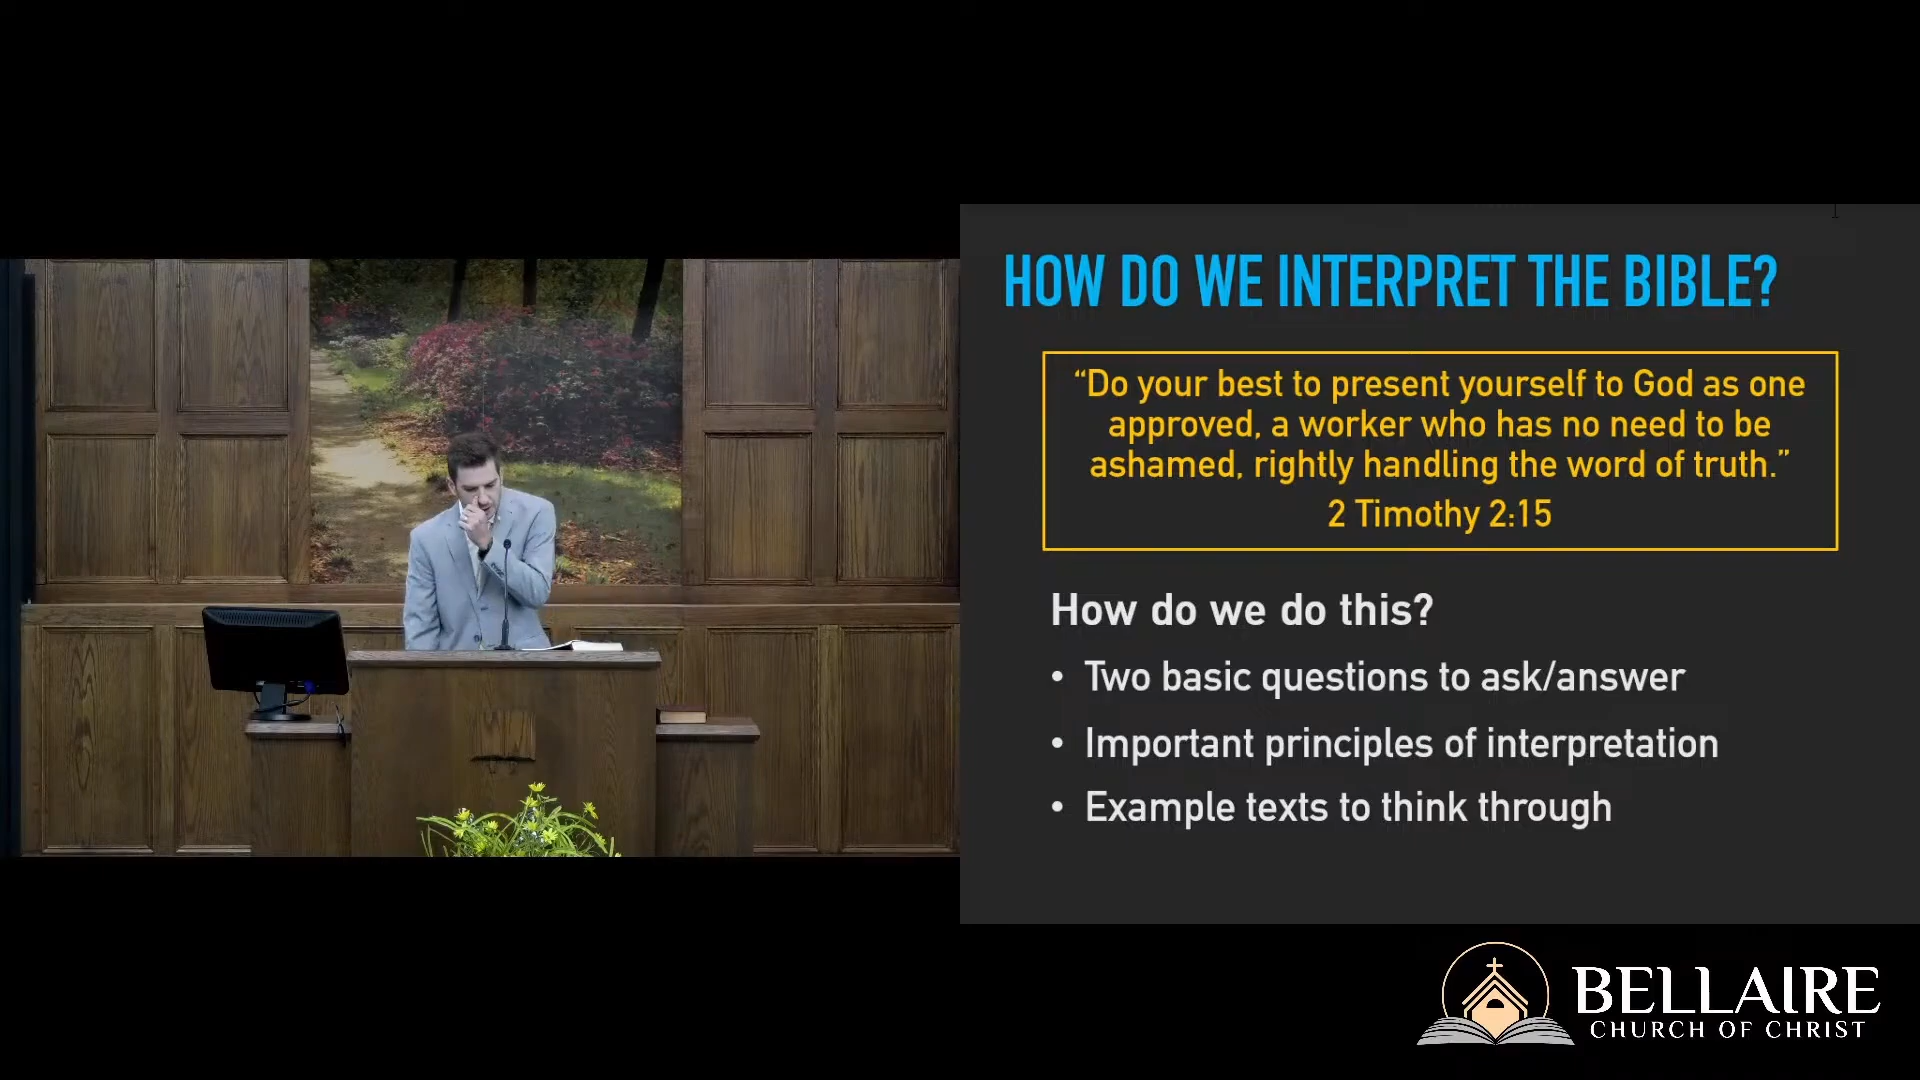 HOW DO WE INTERPRET THE BIBLE?
“Do your best to present yourself to God as one
approved, a worker who has no need to be
ashamed, rightly handling the word of truth.”
2 Timothy 2:15
How do we do this?
• Two basic questions to ask/answer
• Important principles of interpretation
• Example texts to think through
BELLAIRE
CHURCH OF CHRIST